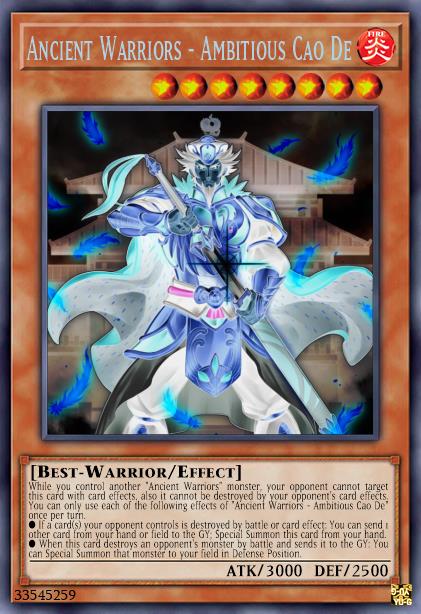 ANCIENT WARRIORS - AMBITIOUS CAO DE
FIRE
炎
[BEST-WARRIOR/EFFECT]
While you control another "Ancient Warriors" monster, your opponent cannot target
this card with card effects, also it cannot be destroyed by your opponent's card effects.
You can only use each of the following effects of "Ancient Warriors - Ambitious Cao De"
once per turn.
● If a card(s) your opponent controls is destroyed by battle or card effect: You can send 1
other card from your hand or field to the GY; Special Summon this card from your hand.
● When this card destroys an opponent's monster by battle and sends it to the GY: You
can Special Summon that monster to your field in Defense Position.
ATK/3000 DEF/2500
33545259